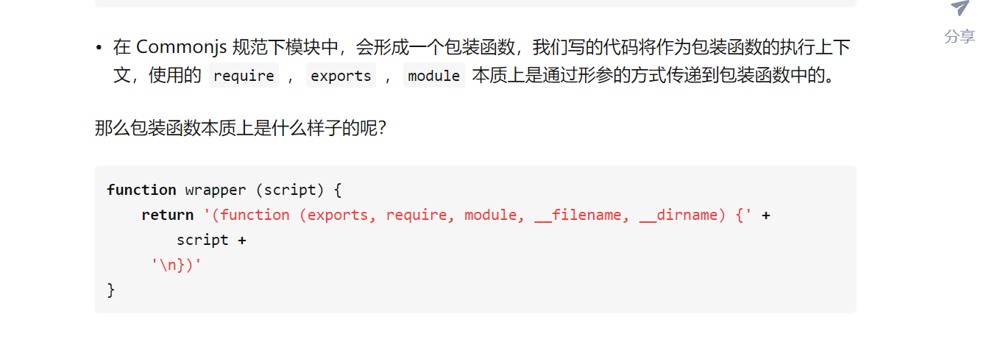 分享
• 在 Commonjs 规范下模块中，会形成一个包装函数，我们写的代码将作为包装函数的执行上下
文，使用的 require ，exports ，module 本质上是通过形参的方式传递到包装函数中的。
那么包装函数本质上是什么样子的呢？
function wrapper (script) {
    return '(function (exports, require, module, __filename, __dirname) {' +
        script +
     '\n})'
}